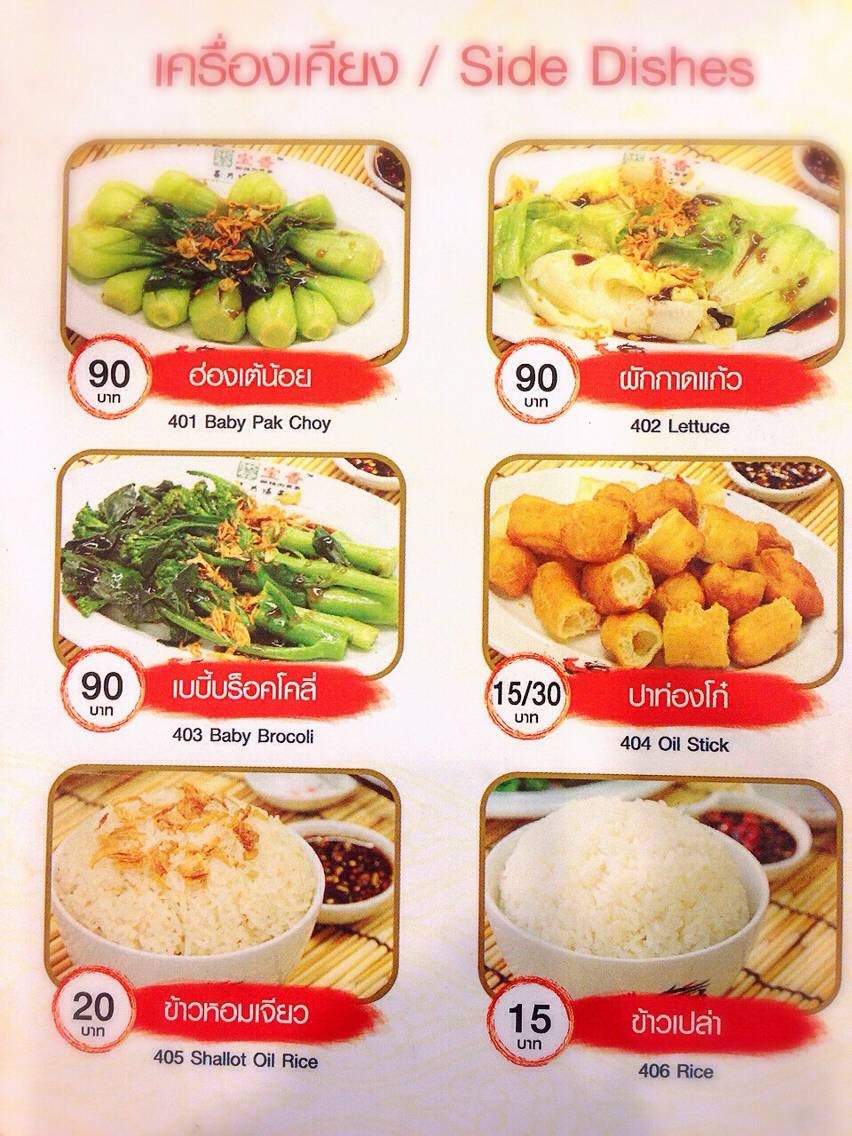 เครื่องเคียง / Side Dishes
90
บาท
ฮ่องเต้น้อย
401 Baby Pak Choy
90
บาท
ผักกาดแก้ว
402 Lettuce
90
บาท
เบบี้บร็อคโคลี่
403 Baby Brocoli
15/30
บาท
ปาท่องโก๋
404 Oil Stick
20
บาท
ข้าวหอมเจียว
405 Shallot Oil Rice
15
บาท
ข้าวเปล่า
406 Rice